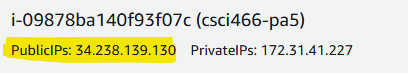 i-09878ba140f93f07c (csci466-pa5)
PublicIPs: 34.238.139.130 PrivateIPs: 172.31.41.227